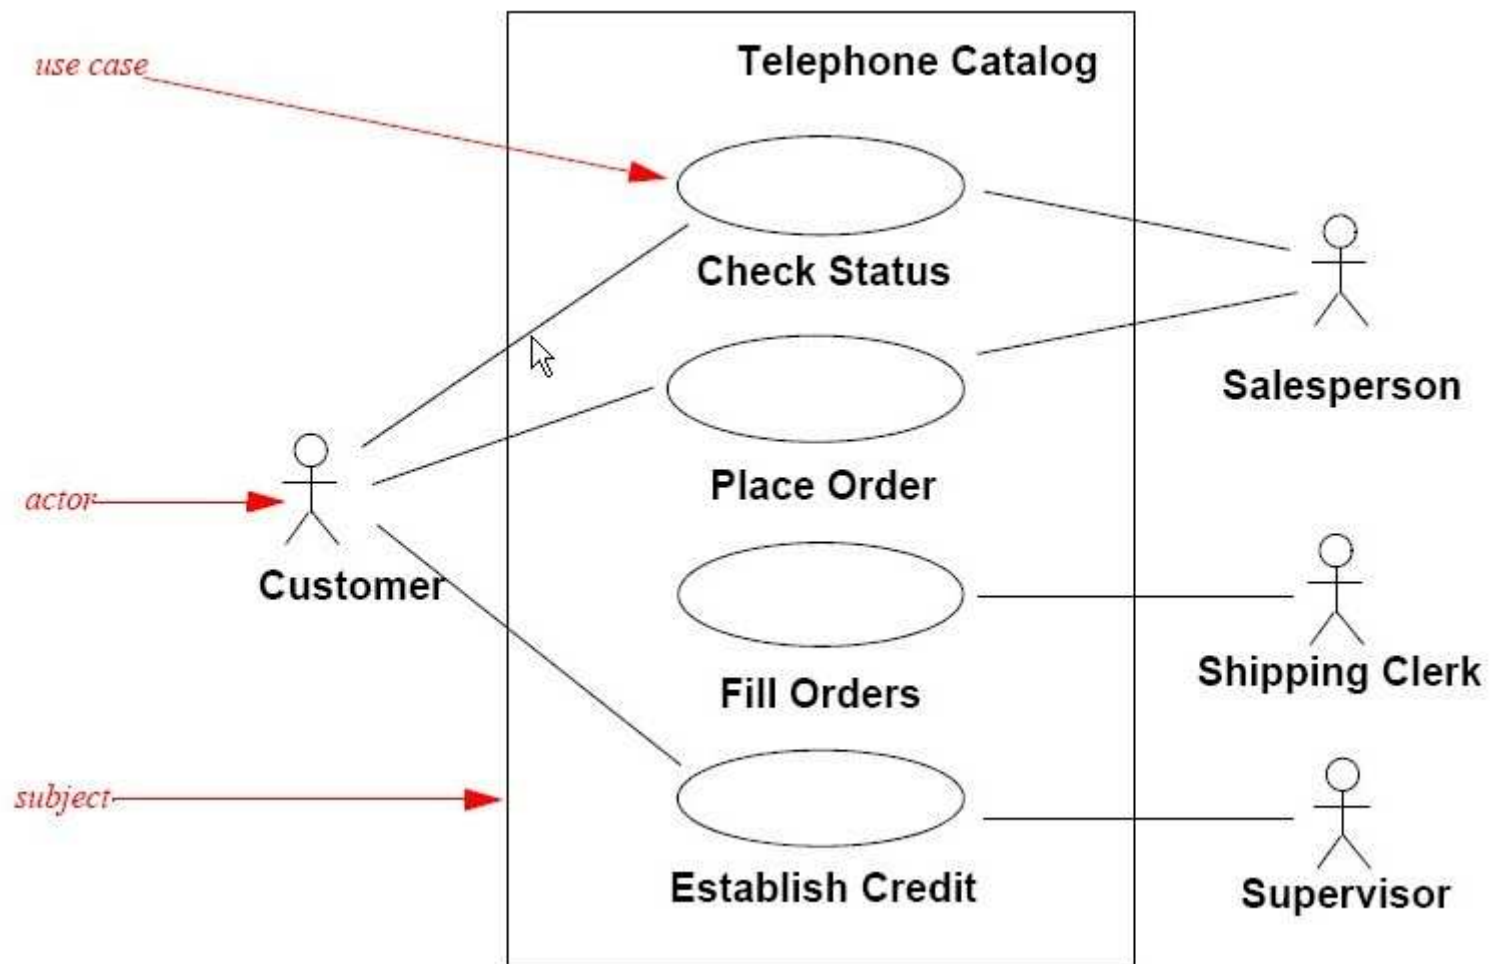 use case
Telephone Catalog
Check Status
Salesperson
Place Order
actor
Customer
Shipping Clerk
Fill Orders
subject
Establish Credit
Supervisor